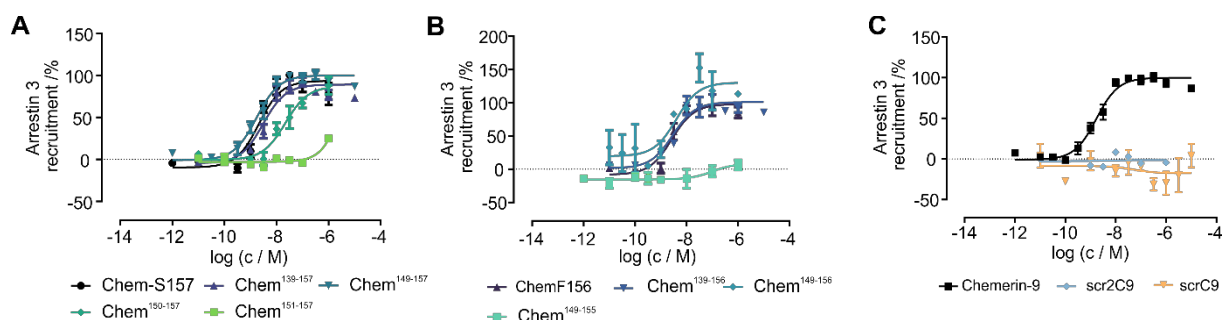 A
Arrestin 3
recruitment /%
150
100
50
0
-50
-14 -12 -10 -8 -6 -4
log (c / M)
Chem-S157 Chem139-157 Chem149-157
Chem150-157 Chem151-157
B
Arrestin 3
recruitment /%
200
150
100
50
0
-50
-14 -12 -10 -8 -6 -4
log (c / M)
ChemF156 Chem139-156 Chem149-156
Chem149-155
C
Arrestin 3
recruitment /%
150
100
50
0
-50
-14 -12 -10 -8 -6 -4
log (c / M)
Chemerin-9 scr2C9 scrC9